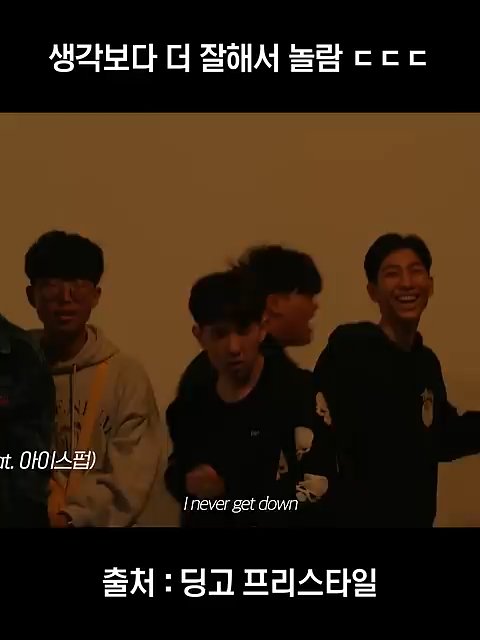 생각보다 더 잘해서 놀람 ㄷㄷㄷ
at. 아이스펍)
I never get down
출처 : 딩고 프리스타일